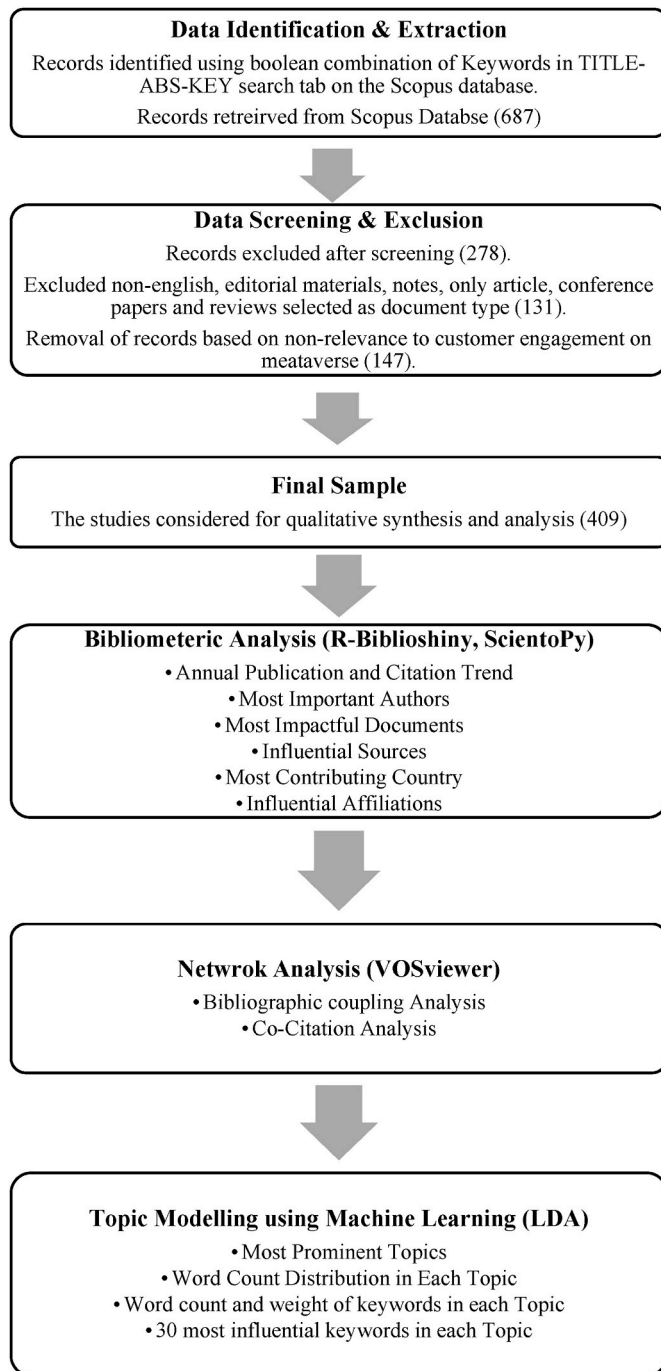 Data Identification & Extraction
Records identified using boolean combination of Keywords in TITLE-
ABS-KEY search tab on the Scopus database.
Records retreirved from Scopus Databse (687)
Data Screening & Exclusion
Records excluded after screening (278).
Excluded non-english, editorial materials, notes, only article, conference
papers and reviews selected as document type (131).
Removal of records based on non-relevance to customer engagement on
meataverse (147).
Final Sample
The studies considered for qualitative synthesis and analysis (409)
Bibliometeric Analysis (R-Biblioshiny, ScientoPy)
•Annual Publication and Citation Trend
•Most Important Authors
•Most Impactful Documents
•Influential Sources
•Most Contributing Country
•Influential Affiliations
Netwrok Analysis (VOSviewer)
•Bibliographic coupling Analysis
•Co-Citation Analysis
Topic Modelling using Machine Learning (LDA)
•Most Prominent Topics
•Word Count Distribution in Each Topic
•Word count and weight of keywords in each Topic
•30 most influential keywords in each Topic